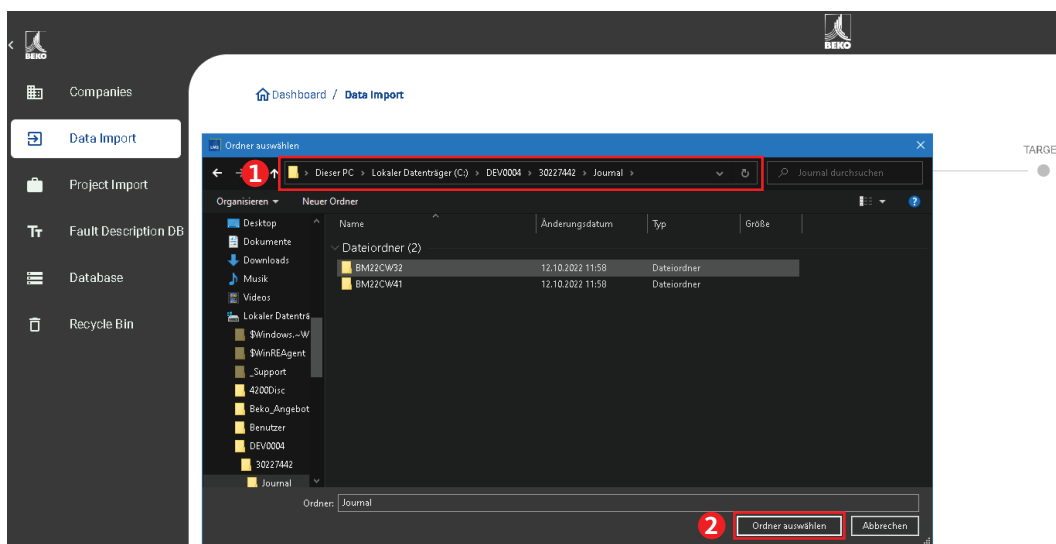 BEKO
BEKO
Companies
Dashboard / Data Import
Data Import
Ordner auswählen
TARGE
1
Dieser PC > Lokaler Datenträger (C:) > DEV0004 > 30227442 > Journal >
Journal durchsuchen
Project Import
Organisieren
Neuer Ordner
Desktop
Name
Änderungsdatum
Typ
Größe
Fault Description DB
Dokumente
Dateiordner (2)
Downloads
BM22CW32
12.10.2022 11:58
Dateiordner
Database
Musik
BM22CW41
12.10.2022 11:58
Dateiordner
Videos
Lokaler Datenträ
Recycle Bin
$Windows.~W
$WinREAgent
_Support
4200Disc
Beko_Angebot
Benutzer
DEV0004
30227442
Journal
Ordner:
Journal
2
Ordner auswählen
Abbrechen